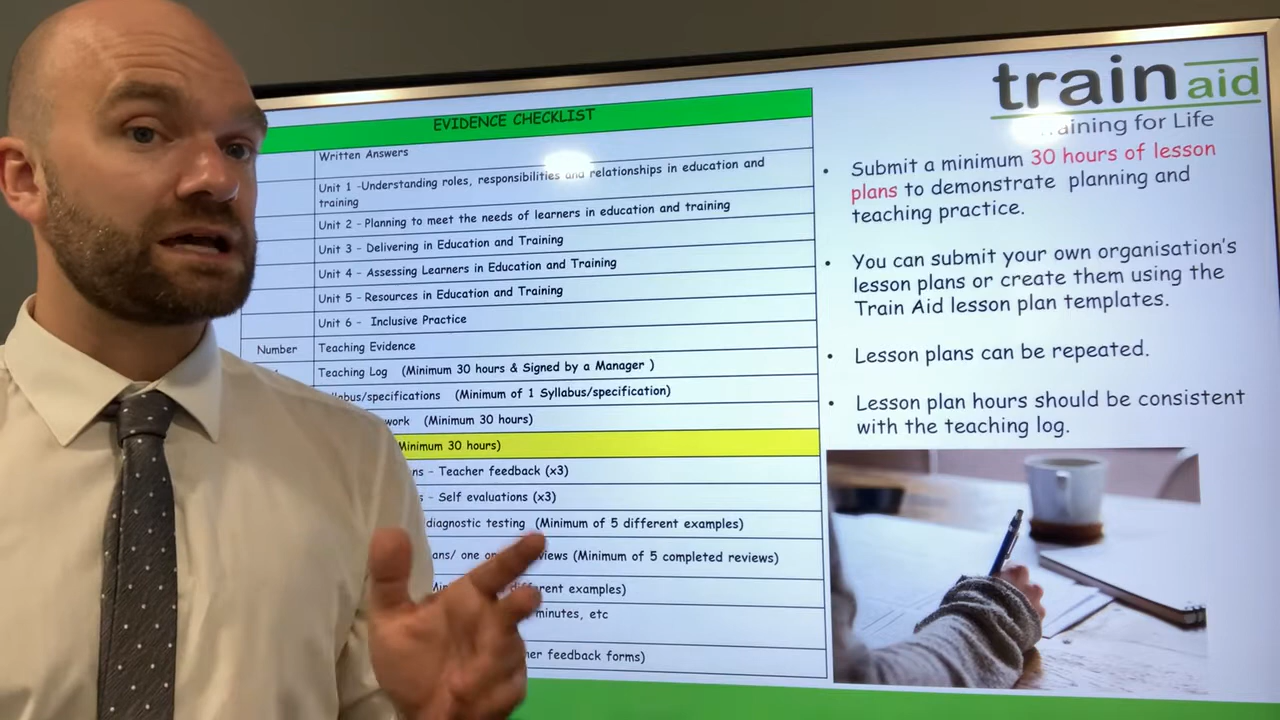 EVIDENCE CHECKLIST
Written Answers
Unit 1 -Understanding roles, responsibilities and relationships in education and
training
Unit 2 - Planning to meet the needs of learners in education and training
Unit 3 - Delivering in Education and Training
Unit 4 - Assessing Learners in Education and Training
Unit 5 - Resources in Education and Training
Unit 6 - Inclusive Practice
Number Teaching Evidence
Teaching Log (Minimum 30 hours & Signed by a Manager )
/specifications (Minimum of 1 Syllabus/specification)
work (Minimum 30 hours)
Minimum 30 hours)
- Teacher feedback (x3)
- Self evaluations (x3)
diagnostic testing (Minimum of 5 different examples)
one (Minimum of 5 completed reviews)
different examples)
minutes, etc
feedback forms)
train aid
aining for Life
• Submit a minimum 30 hours of lesson
plans to demonstrate planning and
teaching practice.
• You can submit your own organisation's
lesson plans or create them using the
Train Aid lesson plan templates.
• Lesson plans can be repeated.
• Lesson plan hours should be consistent
with the teaching log.